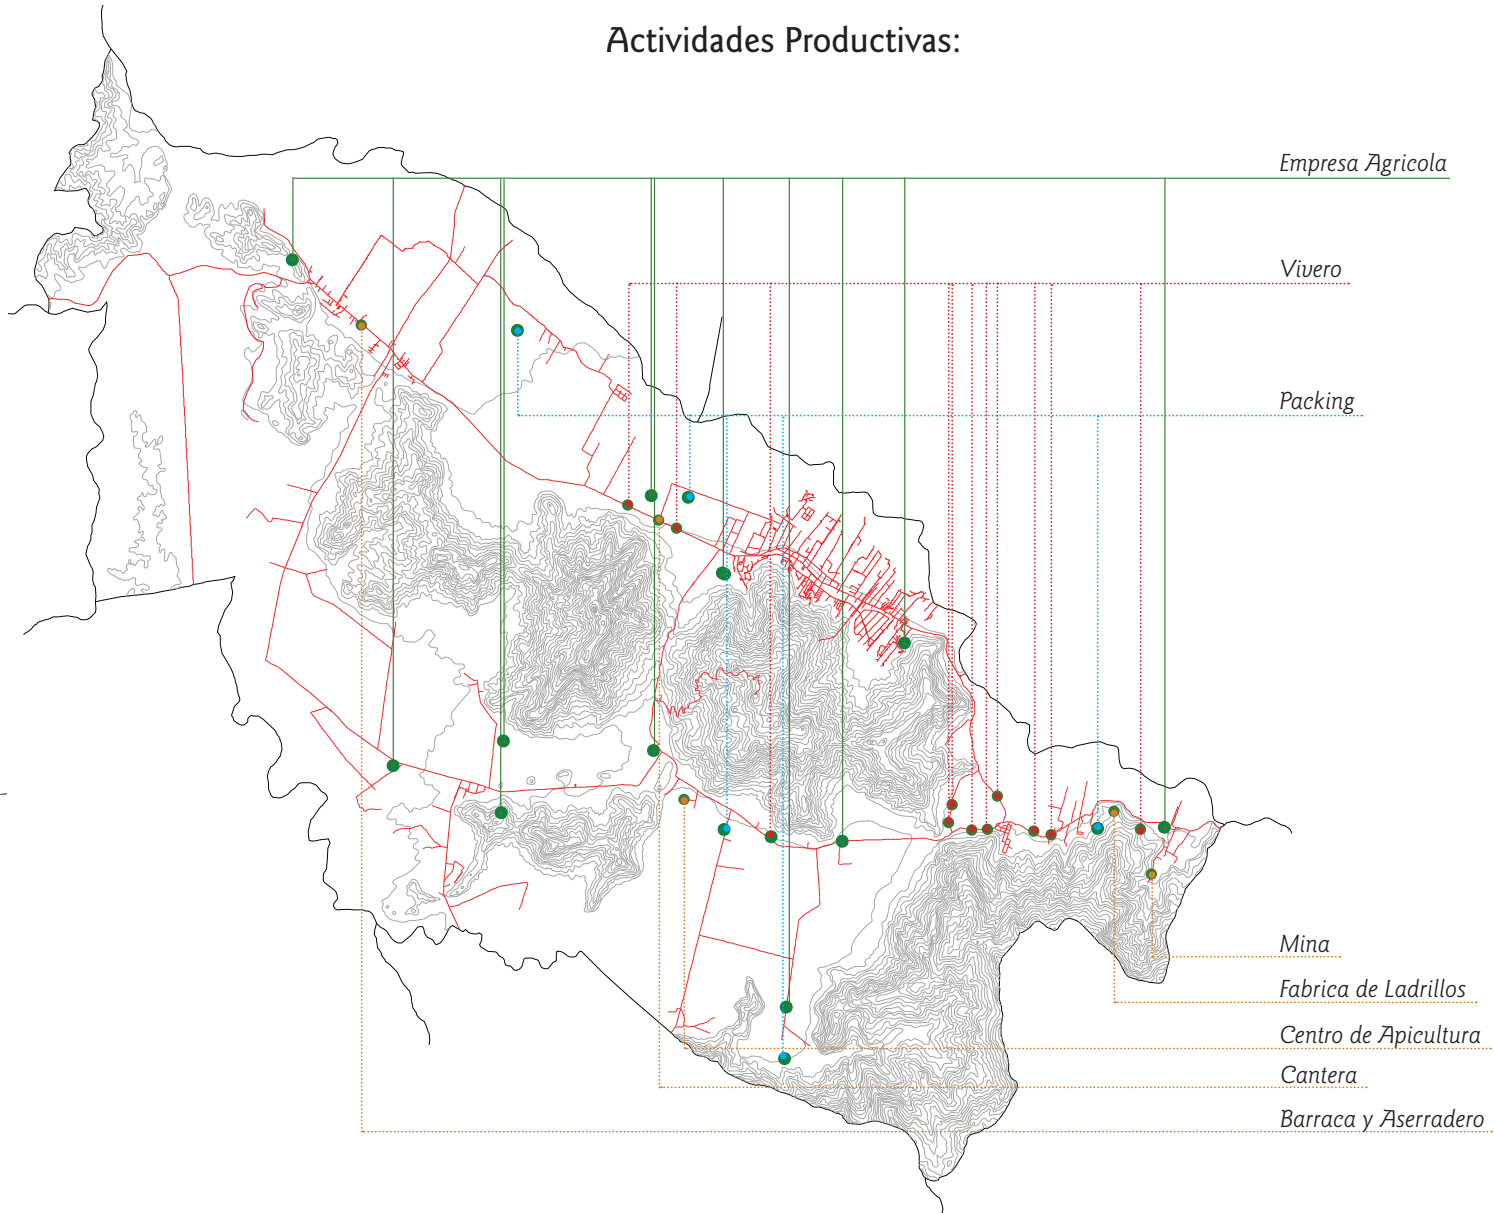 Actividades Productivas:
Empresa Agricola
Vivero
Packing
Mina
Fabrica de Ladrillos
Centro de Apicultura
Cantera
Barraca y Aserradero